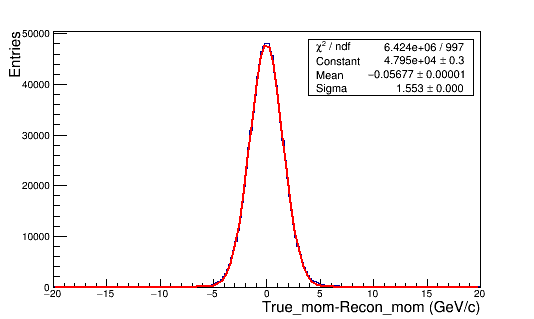 Entries
50000
40000
30000
20000
10000
0
−20 −15 −10 −5 0 5 10 15 20
True_mom-Recon_mom (GeV/c)
χ² / ndf 6.424e+06 / 997
Constant 4.795e+04 ± 0.3
Mean −0.05677 ± 0.00001
Sigma 1.553 ± 0.000